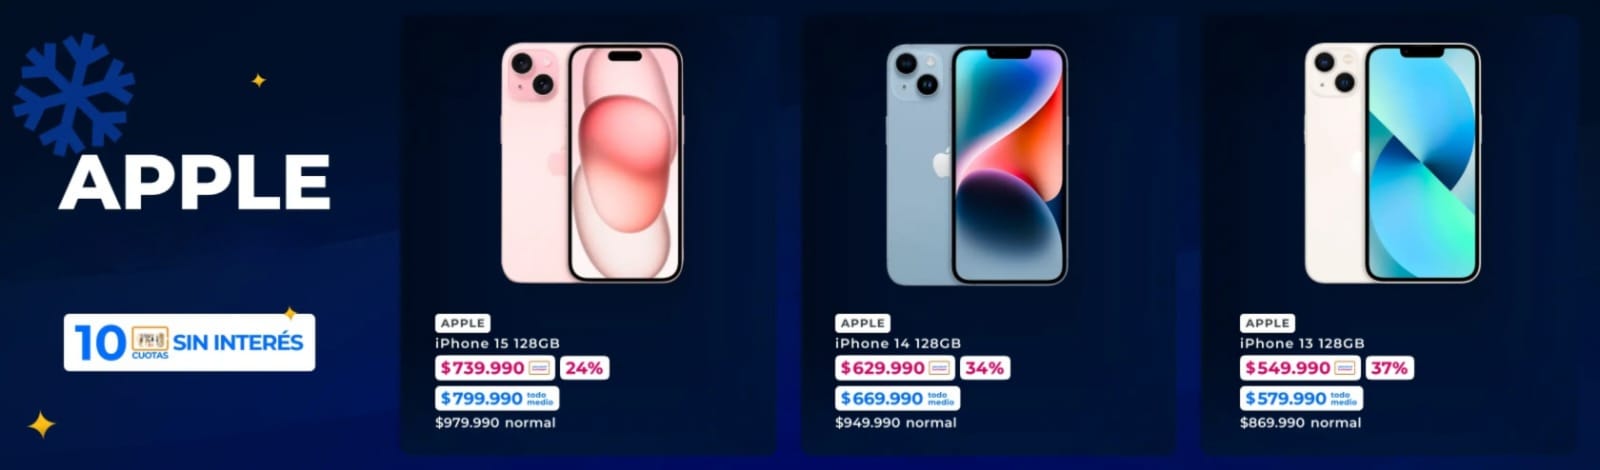 APPLE
10 CUOTAS SIN INTERÉS
APPLE
iPhone 15 128GB
$739.990 24%
$799.990 todo medio
$979.990 normal
APPLE
iPhone 14 128GB
$629.990 34%
$669.990 todo medio
$949.990 normal
APPLE
iPhone 13 128GB
$549.990 37%
$579.990 todo medio
$869.990 normal